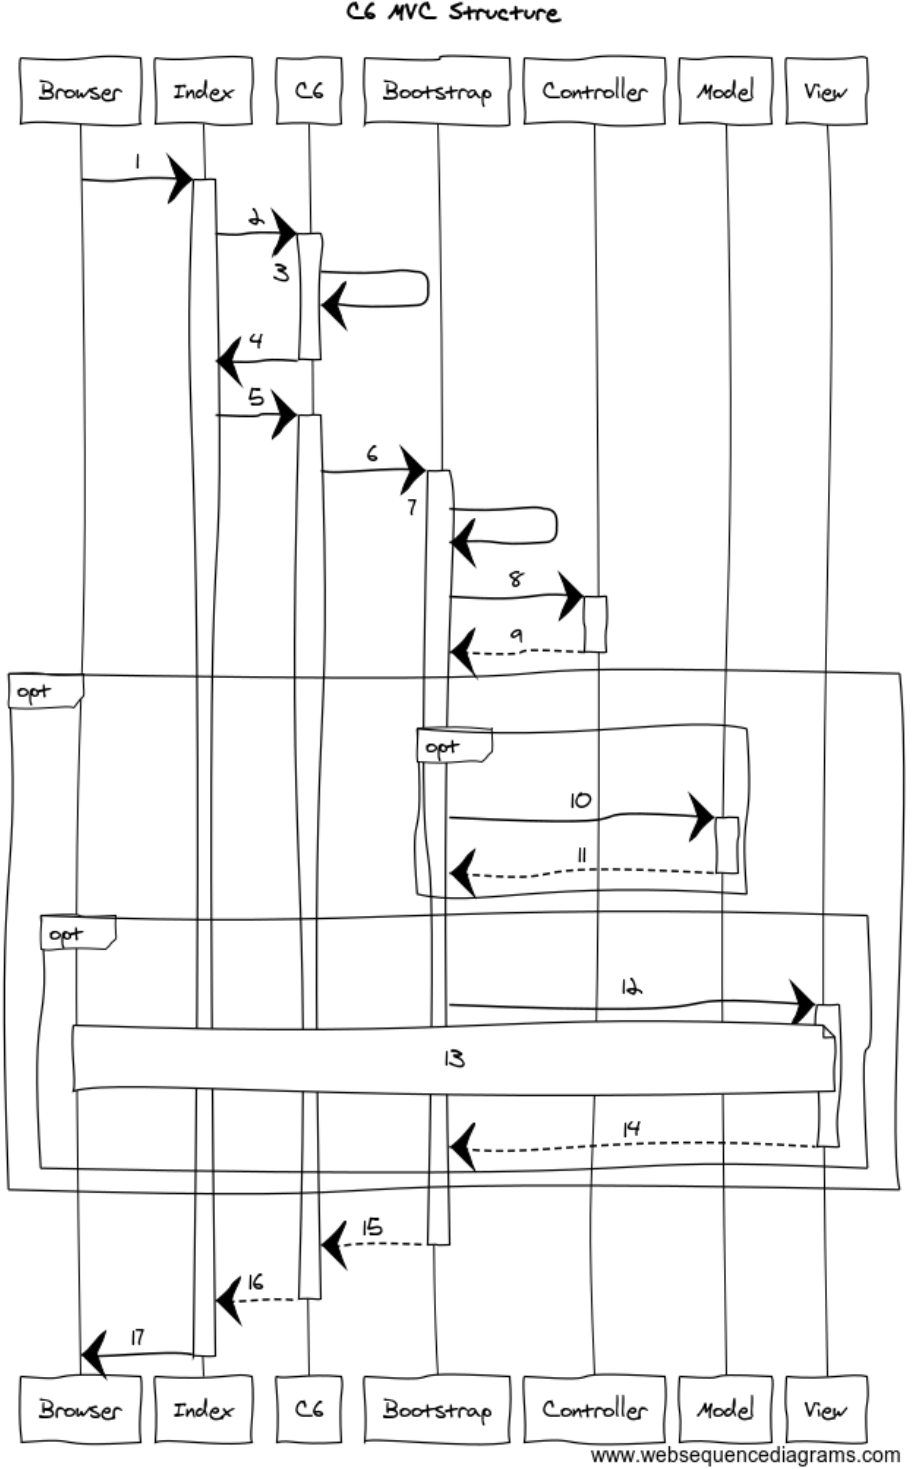 C6 MVC Structure
Browser Index C6 Bootstrap Controller Model View
1
2
3
4
5
6
7
8
9
opt
opt
10
11
opt
12
13
14
15
16
17
Browser Index C6 Bootstrap Controller Model View
www.websequencediagrams.com